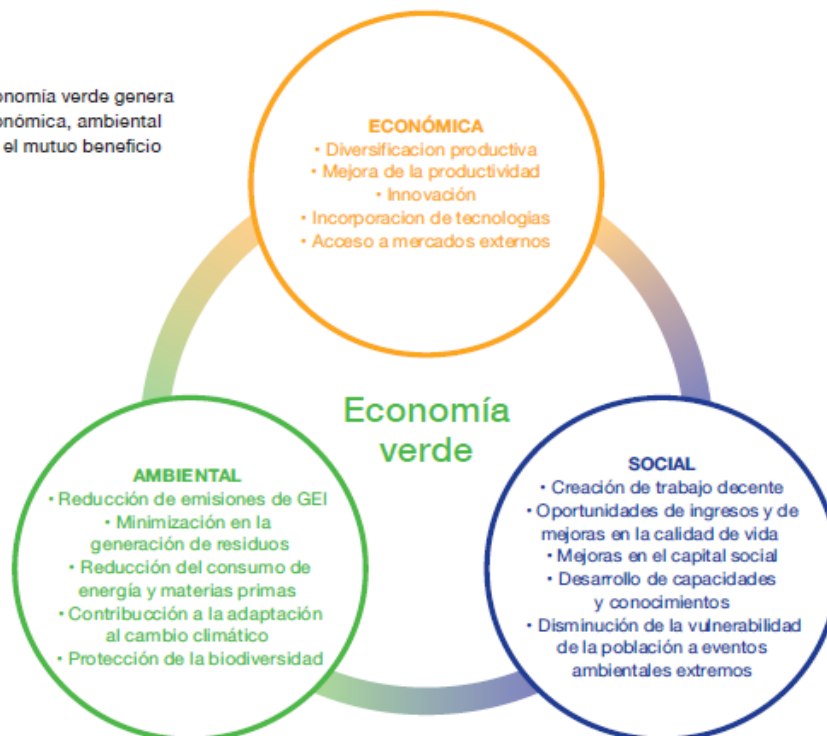 onomía verde genera
onómica, ambiental
el mutuo beneficio
ECONÓMICA
• Diversificacion productiva
• Mejora de la productividad
• Innovación
• Incorporacion de tecnologias
• Acceso a mercados externos
Economía
verde
AMBIENTAL
• Reducción de emisiones de GEI
• Minimización en la
generación de residuos
• Reducción del consumo de
energía y materias primas
• Contribucción a la adaptación
al cambio climático
• Protección de la biodiversidad
SOCIAL
• Creación de trabajo decente
• Oportunidades de ingresos y de
mejoras en la calidad de vida
• Mejoras en el capital social
• Desarrollo de capacidades
y conocimientos
• Disminución de la vulnerabilidad
de la población a eventos
ambientales extremos